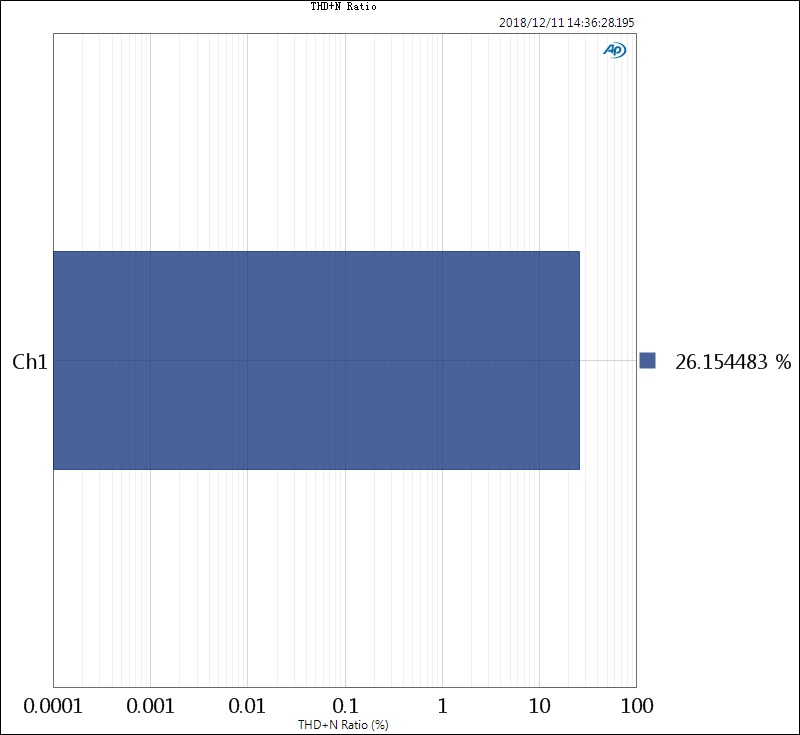 THD+N Ratio
2018/12/11 14:36:28.195
AP
Ch1
26.154483 %
0.0001 0.001 0.01 0.1 1 10 100
THD+N Ratio (%)